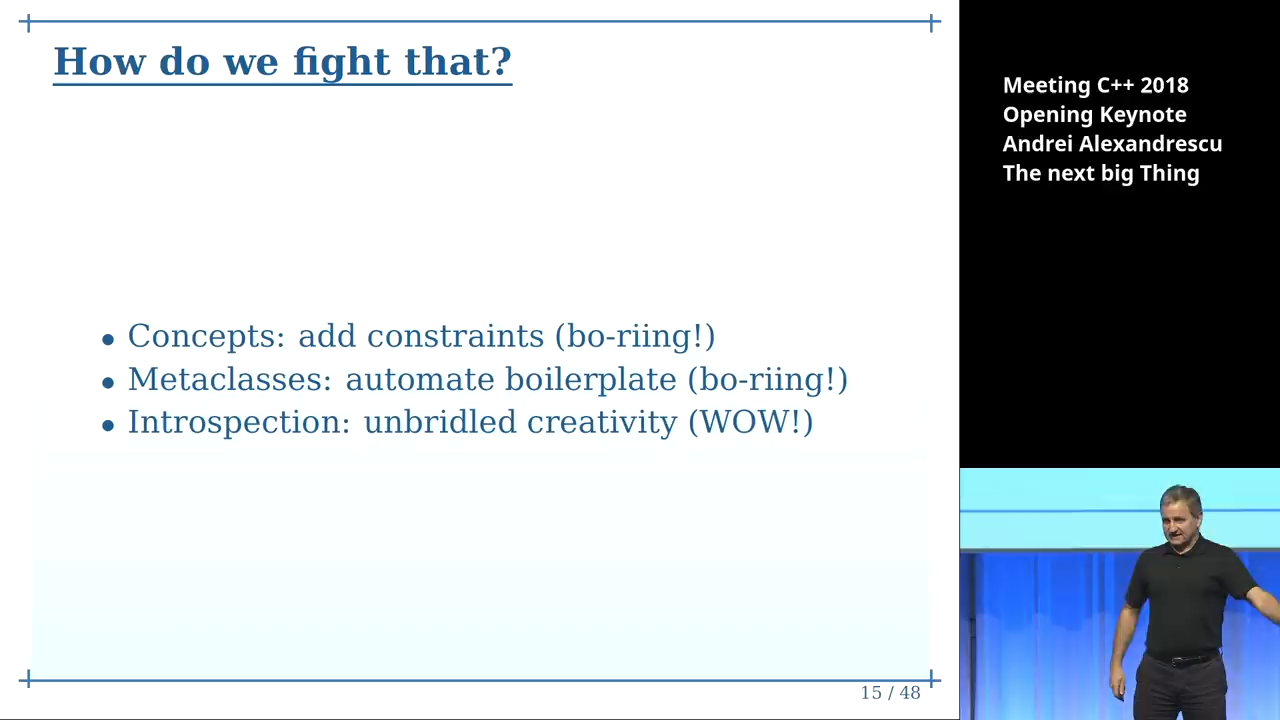 How do we fight that?
• Concepts: add constraints (bo-riing!)
• Metaclasses: automate boilerplate (bo-riing!)
• Introspection: unbridled creativity (WOW!)
15 / 48
Meeting C++ 2018
Opening Keynote
Andrei Alexandrescu
The next big Thing